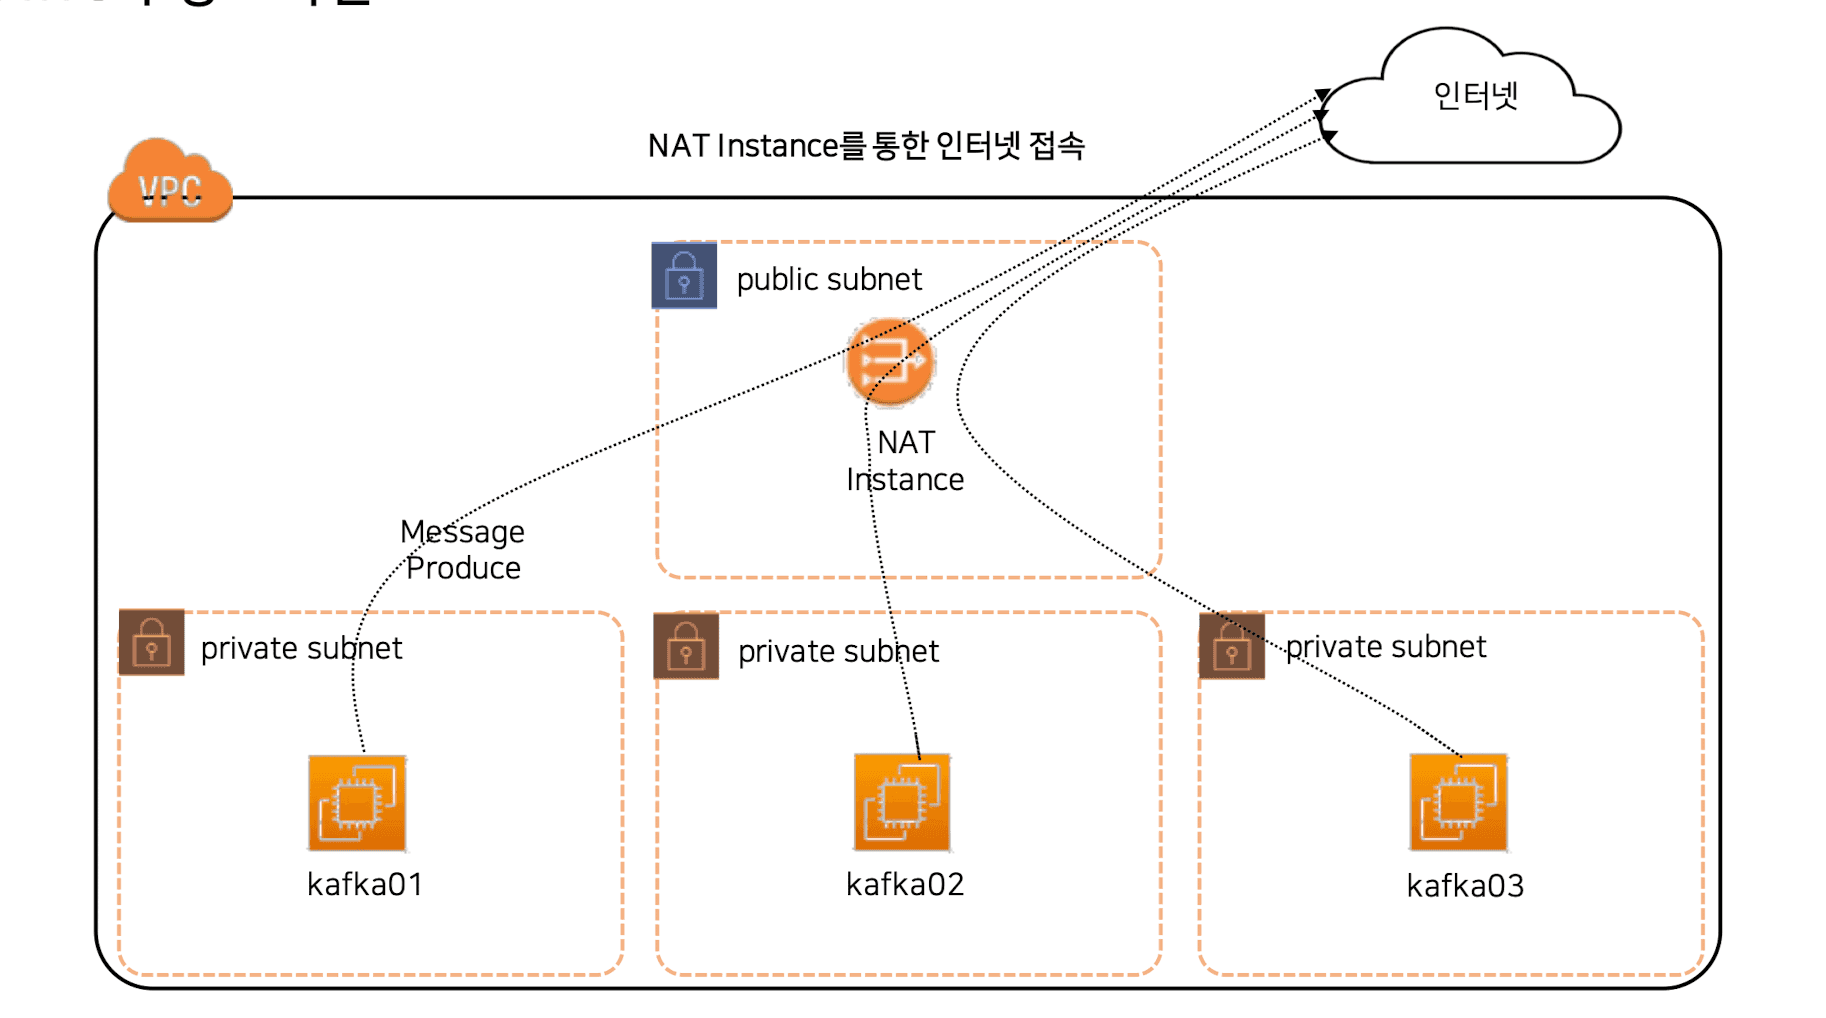 인터넷
NAT Instance를 통한 인터넷 접속
VPC
public subnet
NAT
Instance
Message
Produce
private subnet
private subnet
private subnet
kafka01
kafka02
kafka03